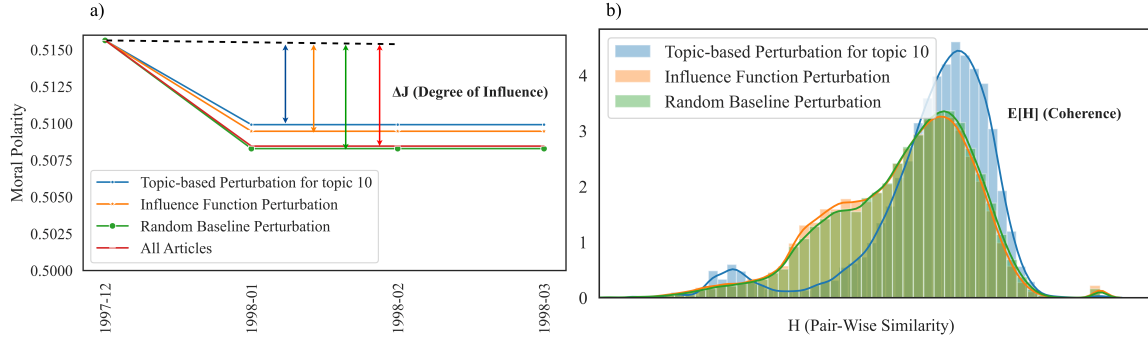 a)
0.5150
0.5125
0.5100
0.5075
0.5050
0.5025
0.5000
Moral Polarity
ΔJ (Degree of Influence)
Topic-based Perturbation for topic 10
Influence Function Perturbation
Random Baseline Perturbation
All Articles
1997-12
1998-01
1998-02
1998-03
b)
4
3
2
1
0
Topic-based Perturbation for topic 10
Influence Function Perturbation
Random Baseline Perturbation
E[H] (Coherence)
H (Pair-Wise Similarity)